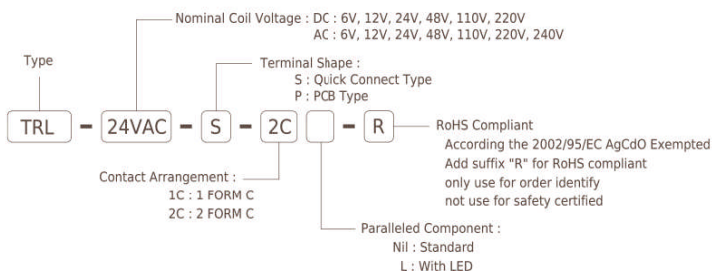 Nominal Coil Voltage : DC : 6V, 12V, 24V, 48V, 110V, 220V
AC : 6V, 12V, 24V, 48V, 110V, 220V, 240V
Type
Terminal Shape :
S : Quick Connect Type
P : PCB Type
TRL - 24VAC - S - 2C - R
RoHS Compliant
According the 2002/95/EC AgCdO Exempted
Add suffix "R" for RoHS compliant
only use for order identify
not use for safety certified
Contact Arrangement :
1C : 1 FORM C
2C : 2 FORM C
Paralleled Component :
Nil : Standard
L : With LED